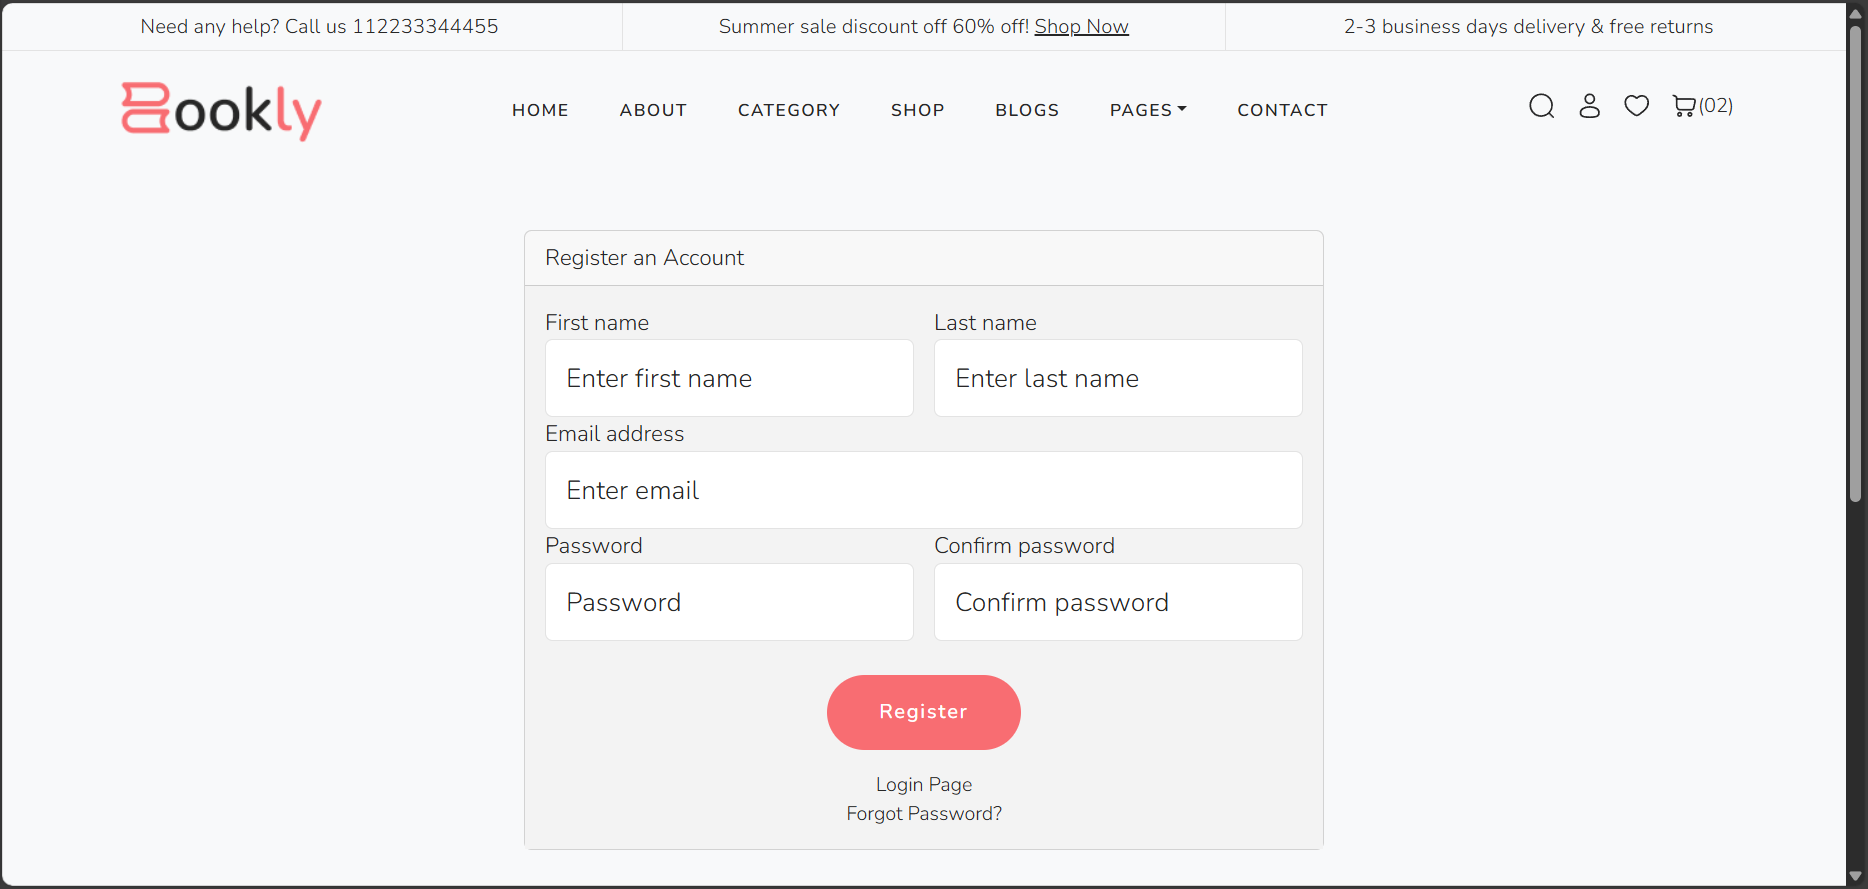 Need any help? Call us 112233344455
Summer sale discount off 60% off! Shop Now
2-3 business days delivery & free returns
Bookly
HOME ABOUT CATEGORY SHOP BLOGS PAGES CONTACT
(02)
Register an Account
First name Last name
Enter first name Enter last name
Email address
Enter email
Password Confirm password
Password Confirm password
Register
Login Page
Forgot Password?